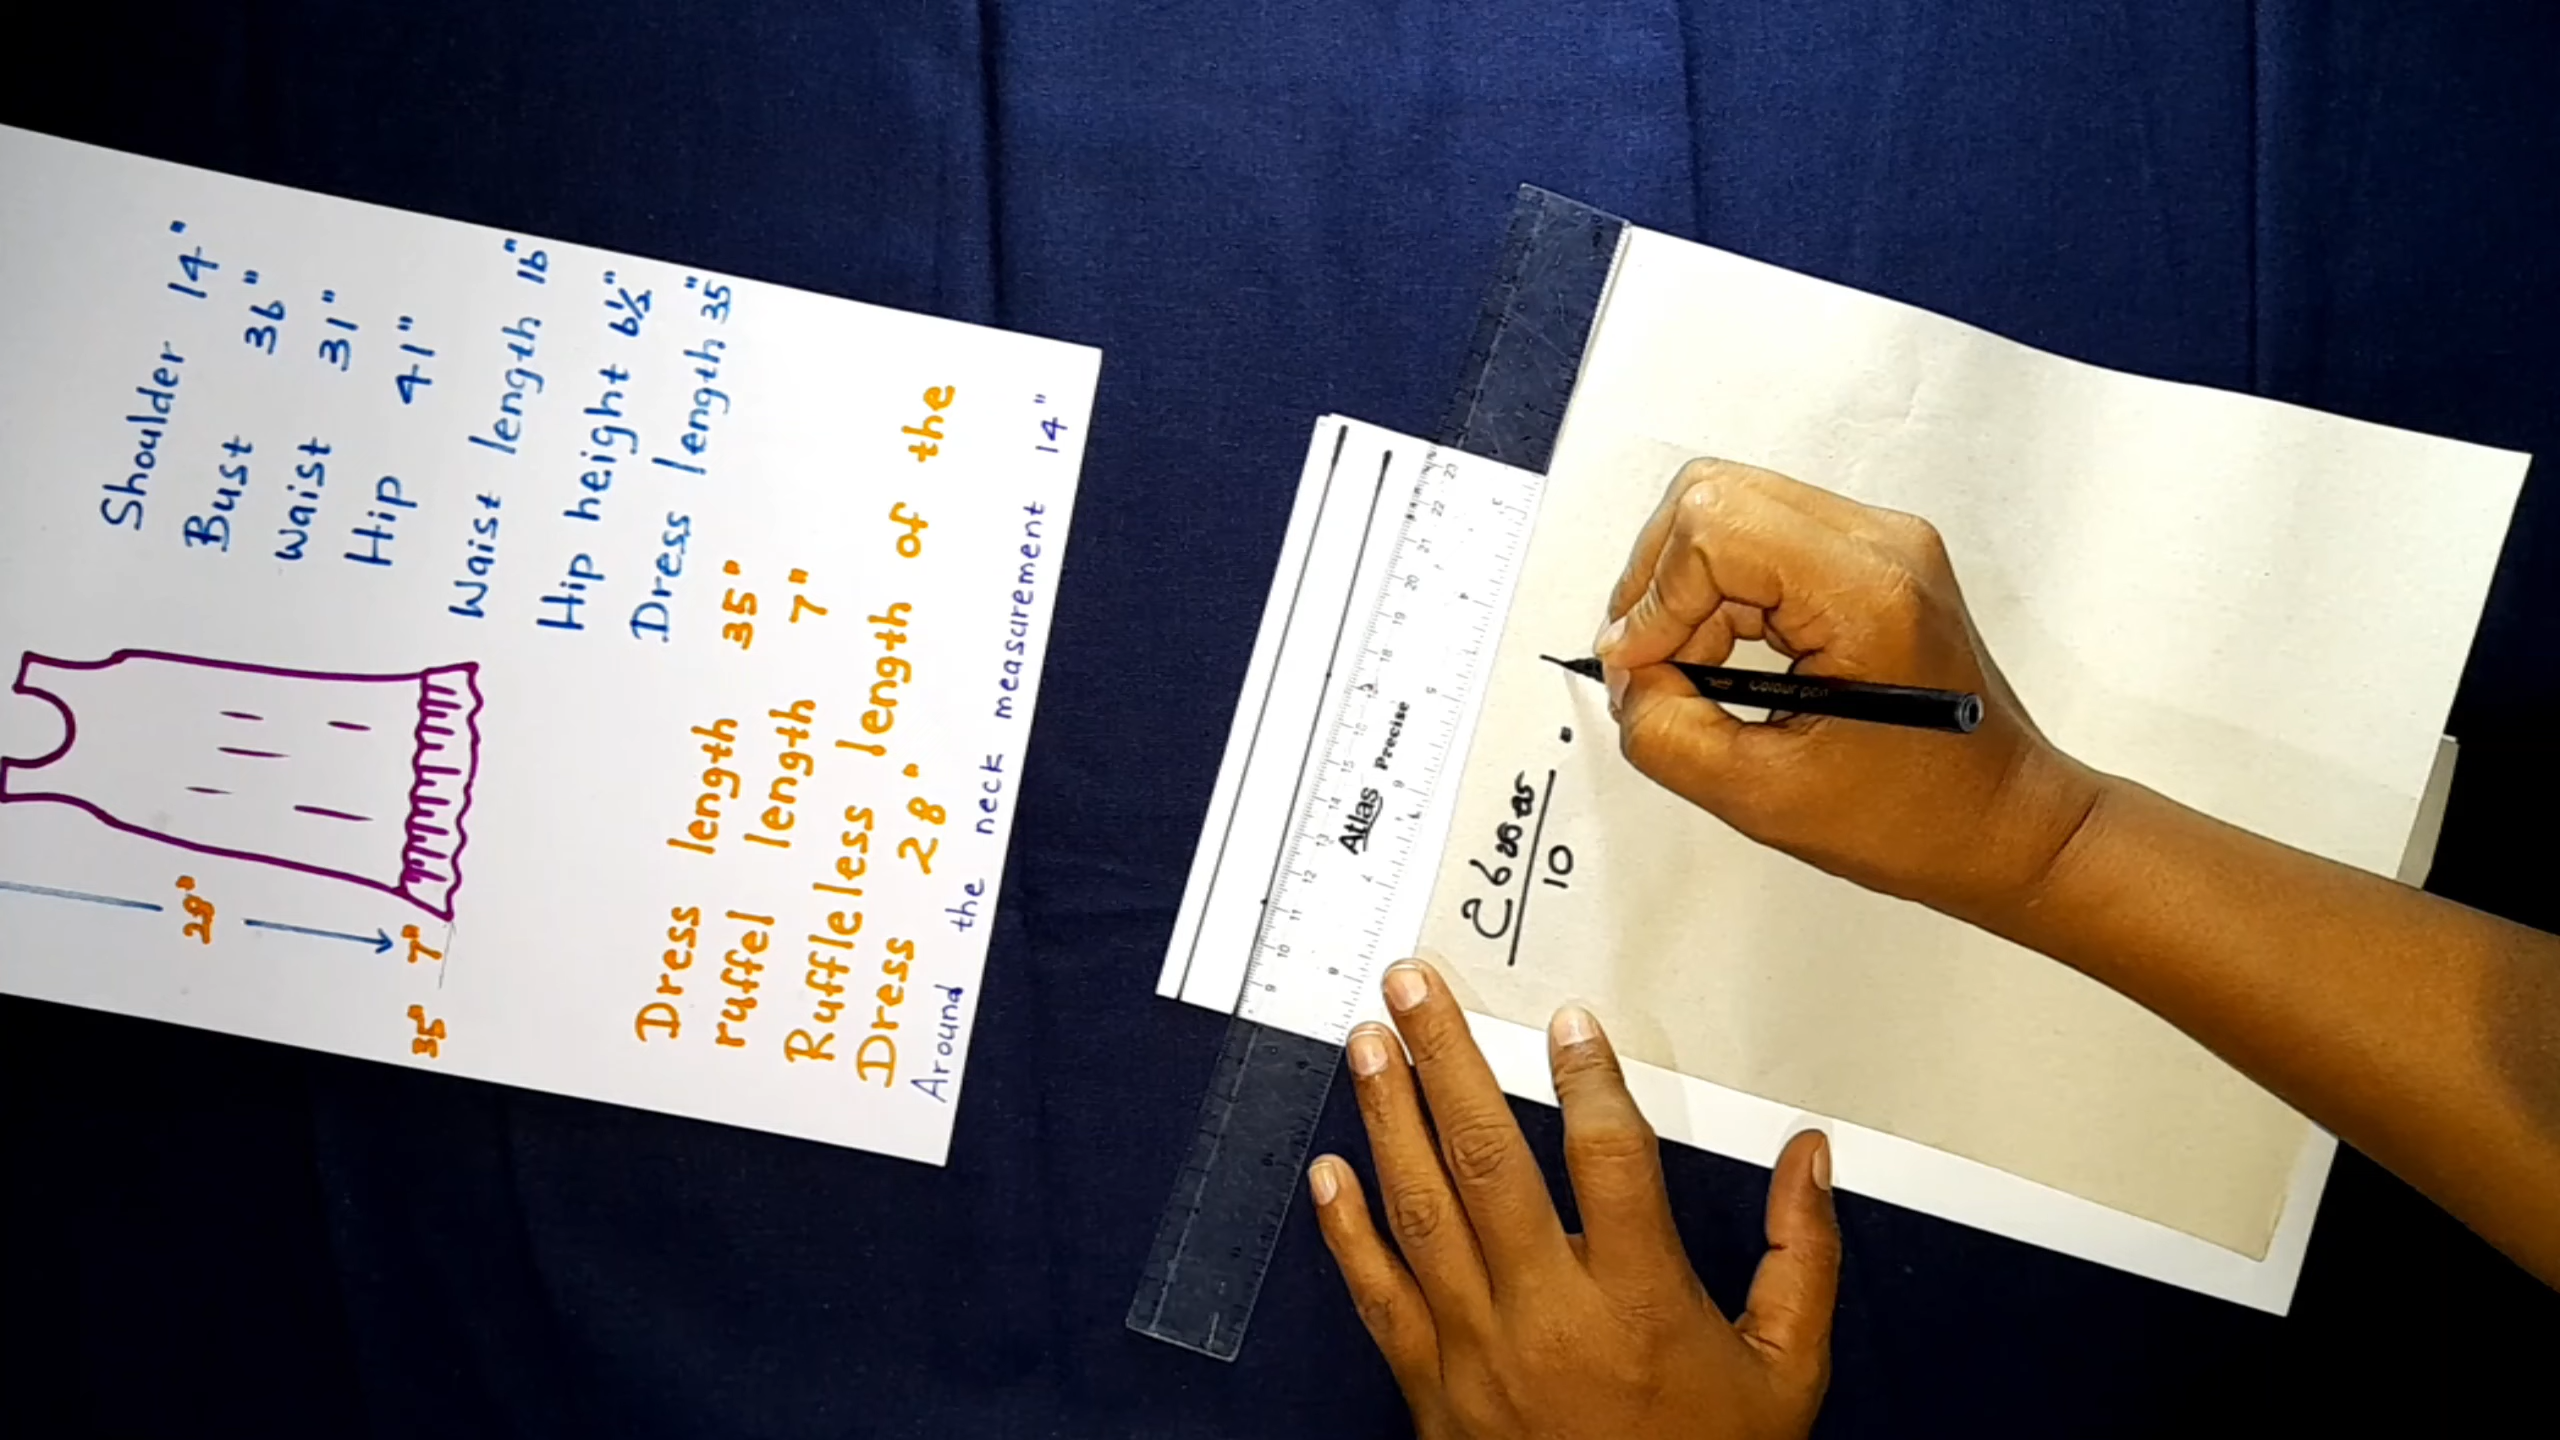 Shoulder 14"
Bust 36"
Waist 31"
Hip 41"
Waist length 16"
Hip height 6½"
Dress length 35"
28"
7"
35"
Dress length 35"
ruffel length 7"
Ruffleless length of the
Dress 28"
Around the neck measurement 14"
Atlas Precise
10
Colour pen